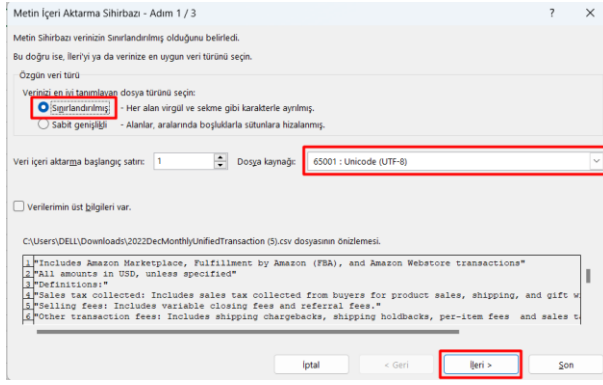 Metin İçeri Aktarma Sihirbazı - Adım 1 / 3
Metin Sihirbazı verinizin Sınırlandırılmış olduğunu belirledi.
Bu doğru ise, İleri'yi ya da verinize en uygun veri türünü seçin.
Özgün veri türü
Verinizi en iyi tanımlayan dosya türünü seçin:
Sınırlandırılmış - Her alan virgül ve sekme gibi karakterle ayrılmış.
Sabit genişlikli - Alanlar, aralarında boşluklarla sütunlara hizalanmış.
Veri içeri aktarma başlangıç satırı: 1 Dosya kaynağı: 65001 : Unicode (UTF-8)
Verilerimin üst bilgileri var.
C:\Users\DELL\Downloads\2022DecMonthlyUnifiedTransaction (5).csv dosyasının önizlemesi.
1 "Includes Amazon Marketplace, Fulfillment by Amazon (FBA), and Amazon Webstore transactions"
2 "All amounts in USD, unless specified"
3 "Definitions:"
4 "Sales tax collected: Includes sales tax collected from buyers for product sales, shipping, and gift w
5 "Selling fees: Includes variable closing fees and referral fees."
6 "Other transaction fees: Includes shipping chargebacks, shipping holdbacks, per-item fees and sales t
İptal < Geri İleri > Son